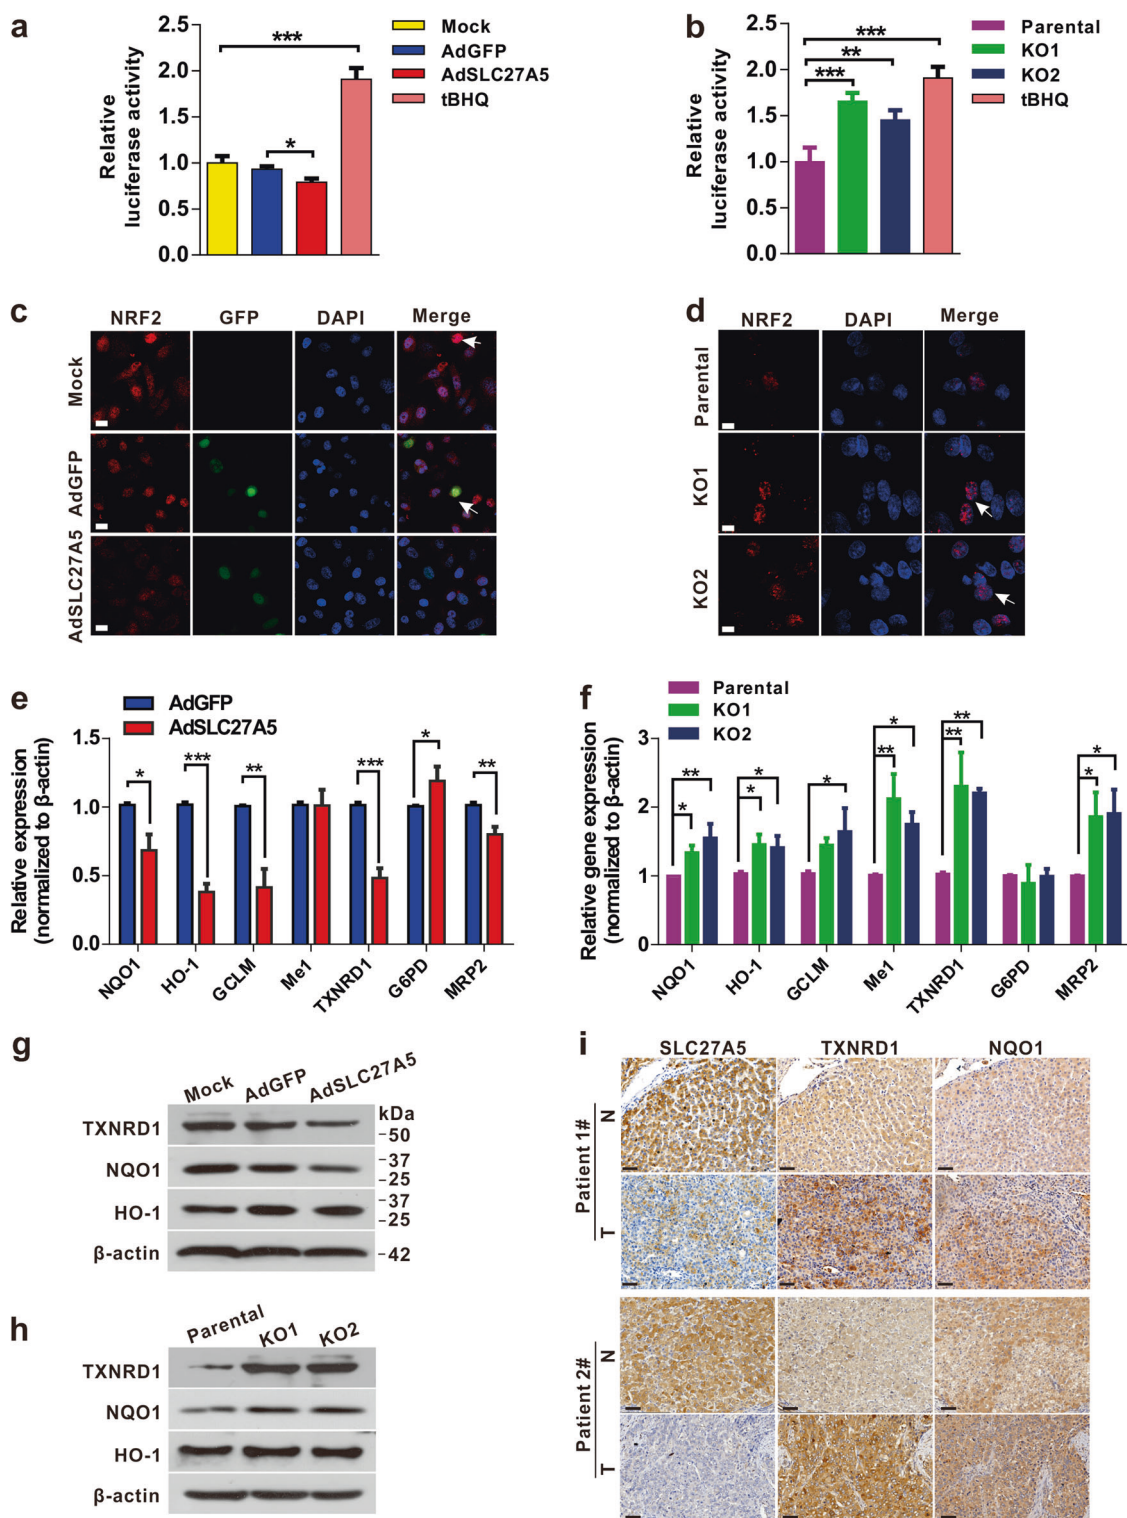 a
Relative
luciferase activity
2.5
2.0
1.5
1.0
0.5
0.0
***
*
Mock
AdGFP
AdSLC27A5
tBHQ
b
Relative
luciferase activity
2.5
2.0
1.5
1.0
0.5
0.0
***
**
***
Parental
KO1
KO2
tBHQ
c
NRF2 GFP DAPI Merge
Mock
AdGFP
AdSLC27A5
d
NRF2 DAPI Merge
Parental
KO1
KO2
e
AdGFP
AdSLC27A5
Relative expression
(normalized to β-actin)
1.5
1.0
0.5
0.0
* *** ** *** * **
NQO1 HO-1 GCLM Me1 TXNRD1 G6PD MRP2
f
Parental
KO1
KO2
Relative gene expression
(normalized to β-actin)
3
2
1
0
** * * * ** *
* * ** ** *
NQO1 HO-1 GCLM Me1 TXNRD1 G6PD MRP2
g
Mock AdGFP AdSLC27A5
kDa
TXNRD1 -50
NQO1 -37
-25
HO-1 -37
-25
β-actin -42
h
Parental KO1 KO2
TXNRD1
NQO1
HO-1
β-actin
i
SLC27A5 TXNRD1 NQO1
Patient 1#
N
T
Patient 2#
N
T